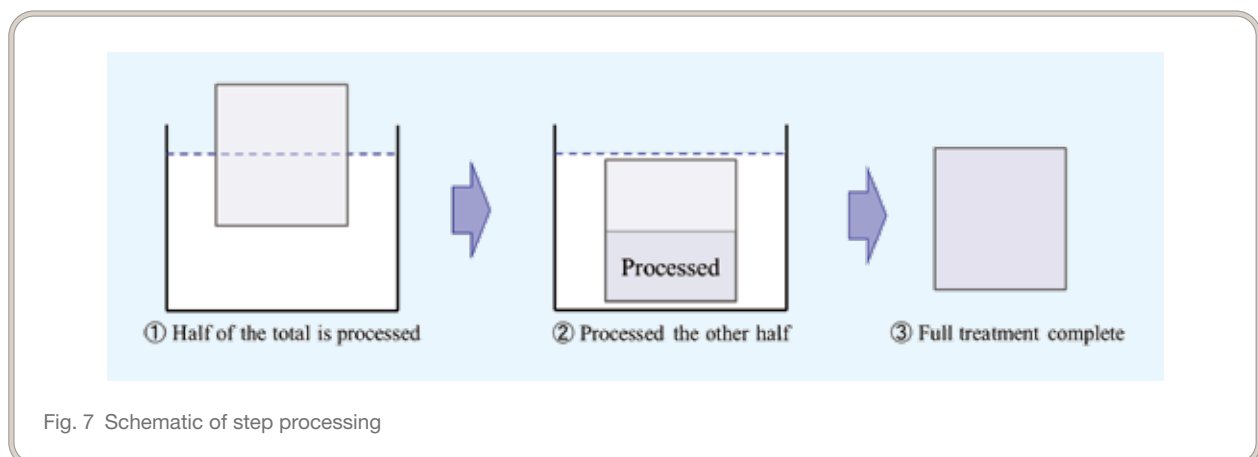 Processed
① Half of the total is processed
② Processed the other half
③ Full treatment complete
Fig. 7 Schematic of step processing